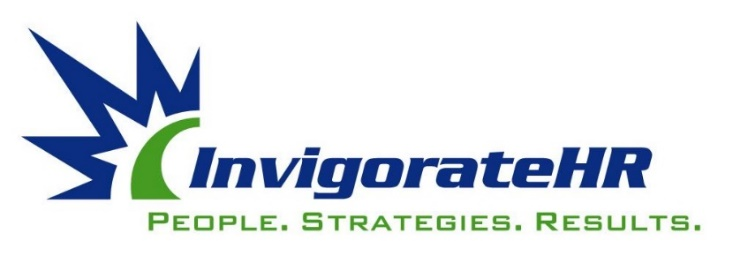 InvigorateHR
PEOPLE. STRATEGIES. RESULTS.